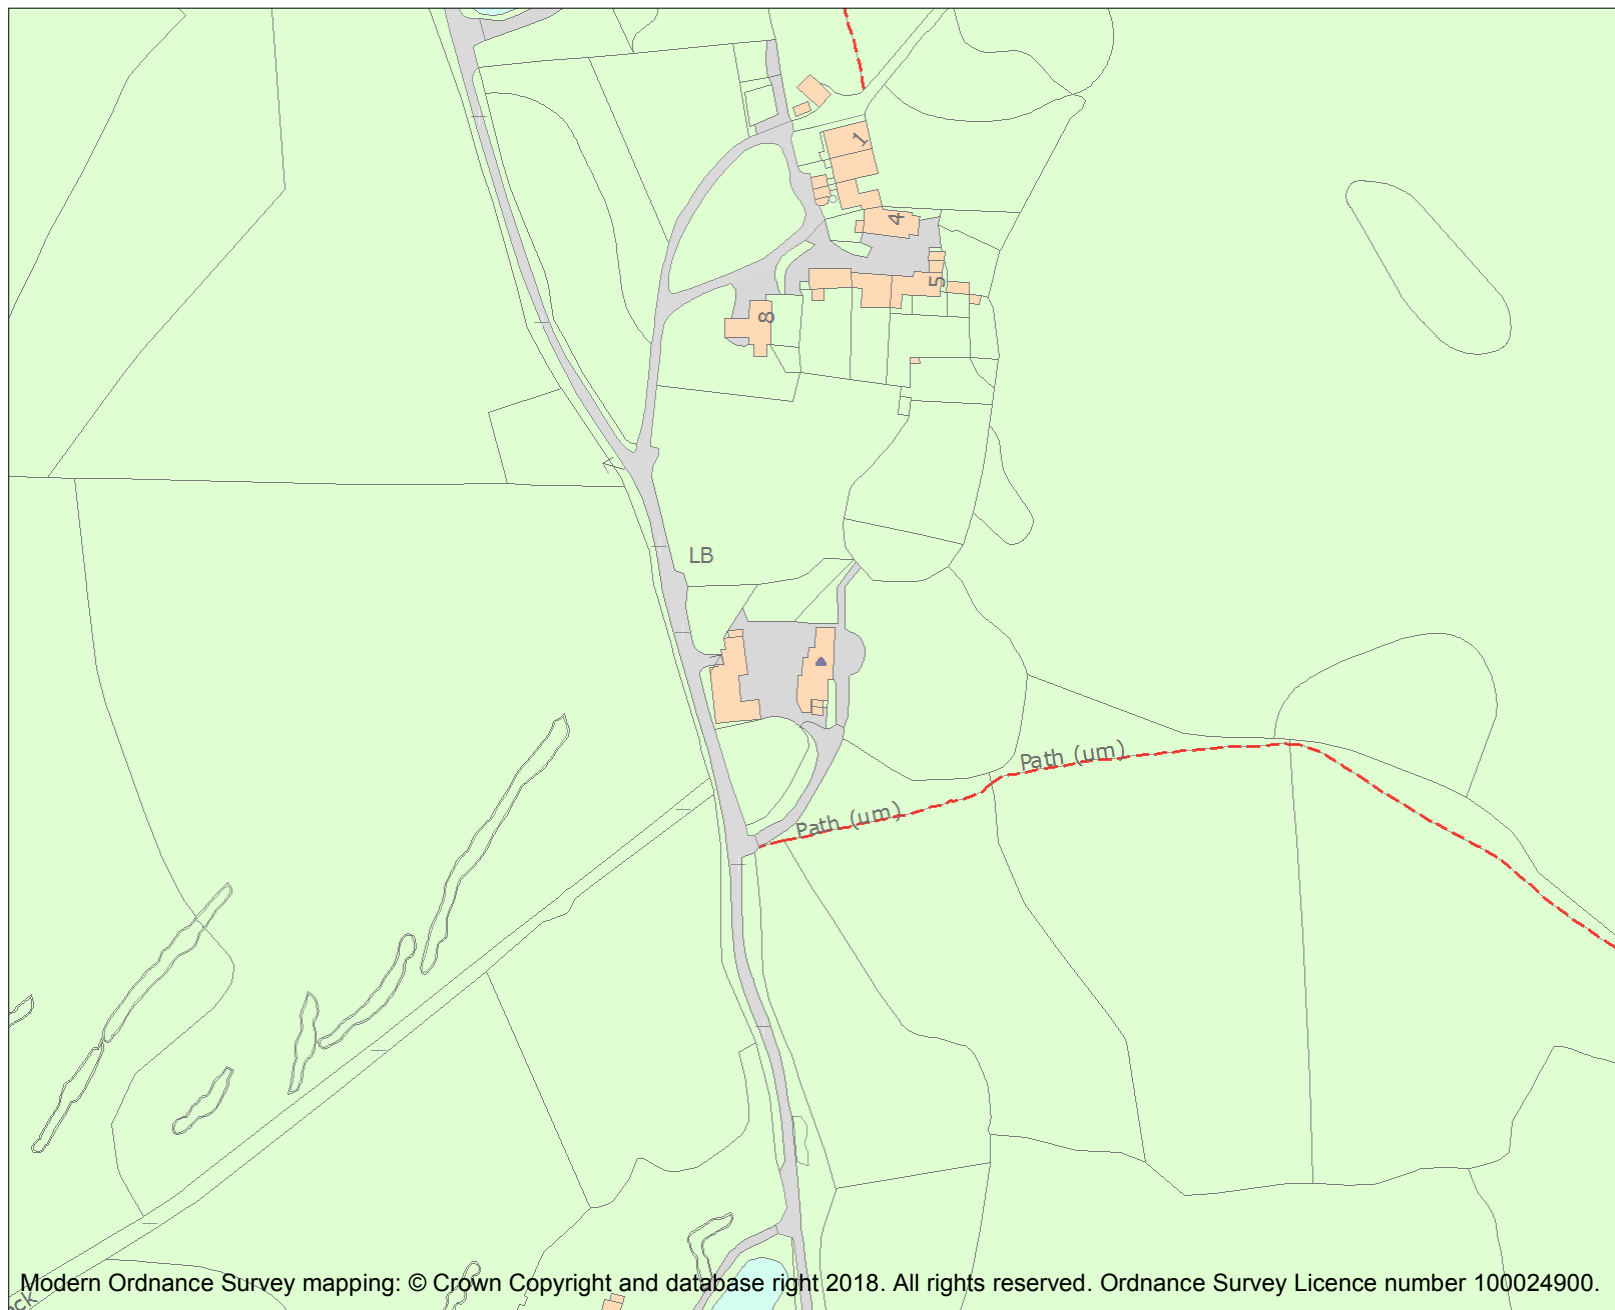 1
4
5
8
LB
Path (um)
Path (um)
Modern Ordnance Survey mapping: © Crown Copyright and database right 2018. All rights reserved. Ordnance Survey Licence number 100024900.
ck